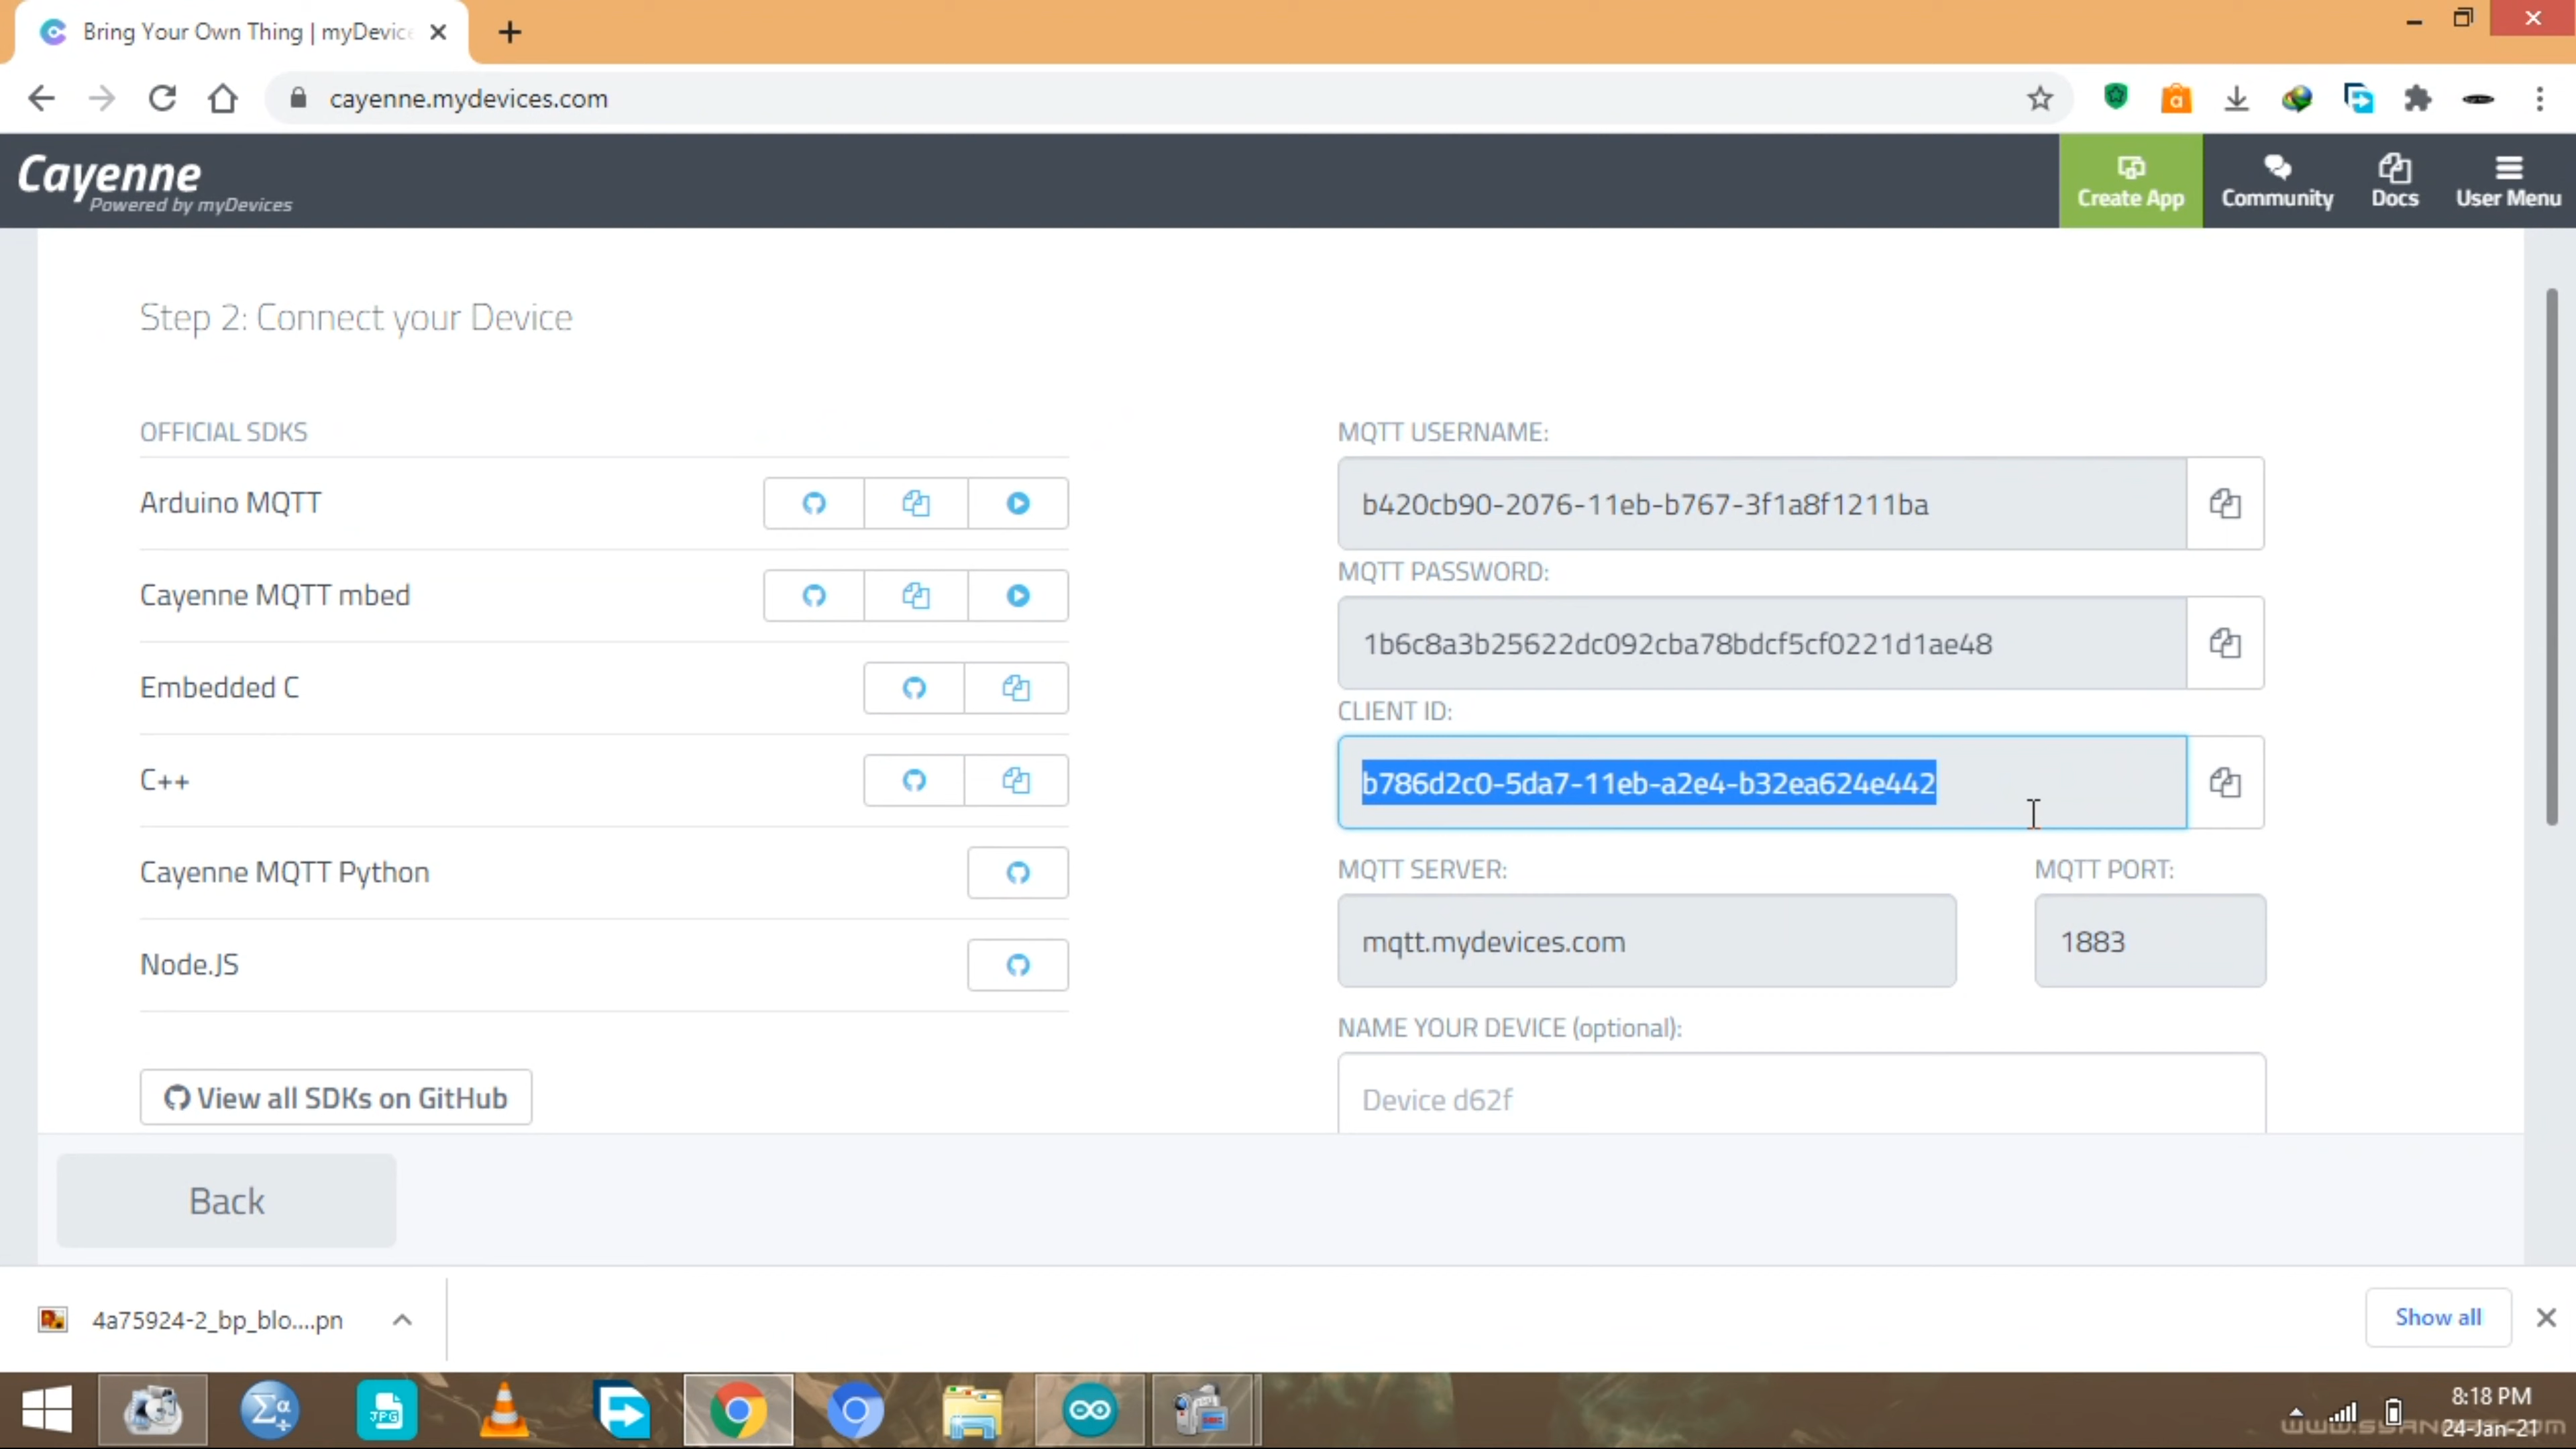 Bring Your Own Thing | myDevice
cayenne.mydevices.com
Cayenne
Powered by myDevices
Create App
Community
Docs
User Menu
Step 2: Connect your Device
OFFICIAL SDKS
Arduino MQTT
Cayenne MQTT mbed
Embedded C
C++
Cayenne MQTT Python
Node.JS
View all SDKs on GitHub
MQTT USERNAME:
b420cb90-2076-11eb-b767-3f1a8f1211ba
MQTT PASSWORD:
1b6c8a3b25622dc092cba78bdcf5cf0221d1ae48
CLIENT ID:
b786d2c0-5da7-11eb-a2e4-b32ea624e442
MQTT SERVER:
mqtt.mydevices.com
MQTT PORT:
1883
NAME YOUR DEVICE (optional):
Device d62f
Back
4a75924-2_bp_blo....pn
Show all
JPG
8:18 PM
24-Jan-21